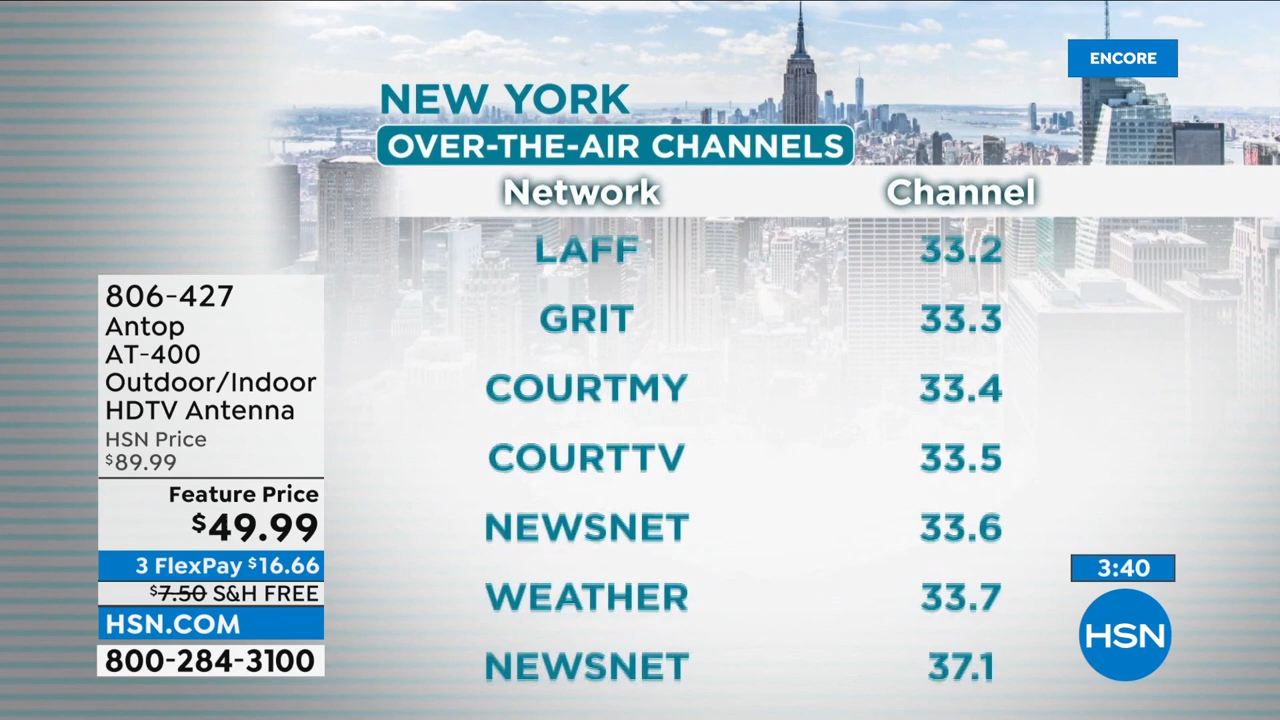 ENCORE
NEW YORK
OVER-THE-AIR CHANNELS
Network Channel
LAFF 33.2
GRIT 33.3
COURTMY 33.4
COURTTV 33.5
NEWSNET 33.6
WEATHER 33.7
NEWSNET 37.1
806-427
Antop
AT-400
Outdoor/Indoor
HDTV Antenna
HSN Price
$89.99
Feature Price
$49.99
3 FlexPay $16.66
$7.50 S&H FREE
HSN.COM
800-284-3100
3:40
HSN